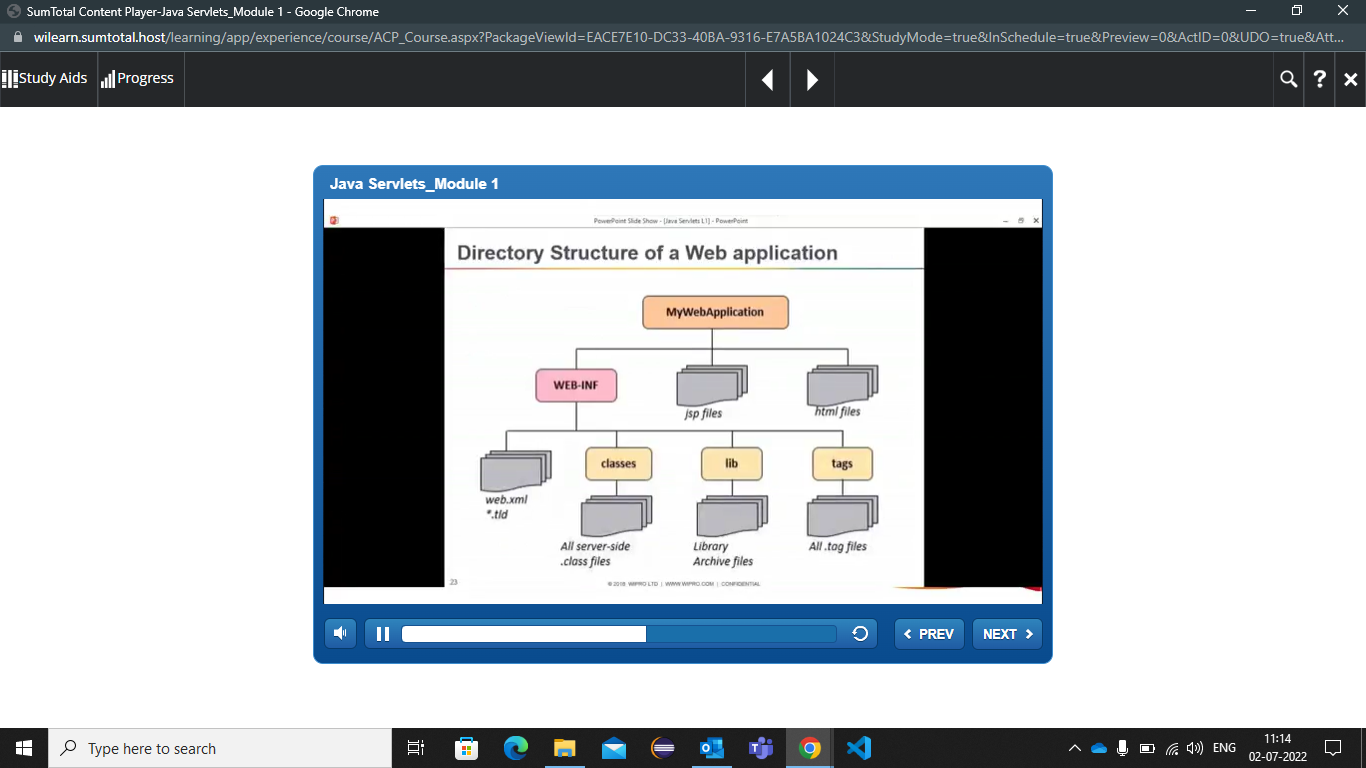 SumTotal Content Player-Java Servlets_Module 1 - Google Chrome
wilearn.sumtotal.host/learning/app/experience/course/ACP_Course.aspx?PackageViewId=EACE7E10-DC33-40BA-9316-E7A5BA1024C3&StudyMode=true&InSchedule=true&Preview=0&ActID=0&UDO=true&Att...
Study Aids
Progress
?
Java Servlets_Module 1
PowerPoint Slide Show - [Java Servlets L1] - PowerPoint
Directory Structure of a Web application
MyWebApplication
WEB-INF
jsp files
html files
web.xml
*.tld
classes
lib
tags
All server-side
.class files
Library
Archive files
All .tag files
23
© 2018 WIPRO LTD | WWW.WIPRO.COM | CONFIDENTIAL
PREV
NEXT
Type here to search
ENG
11:14
02-07-2022